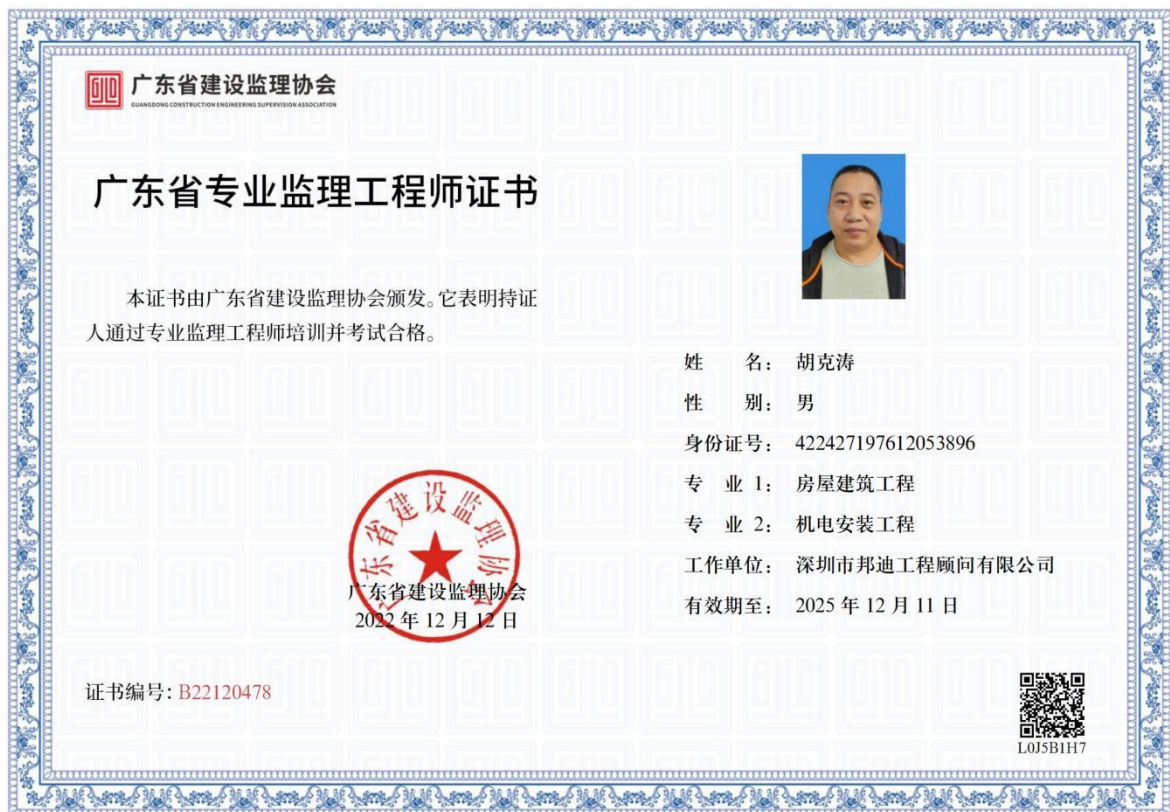 广东省建设监理协会
GUANGDONG CONSTRUCTION ENGINEERING SUPERVISION ASSOCIATION
广东省专业监理工程师证书
本证书由广东省建设监理协会颁发。它表明持证
人通过专业监理工程师培训并考试合格。
姓 名： 胡克涛
性 别： 男
身份证号： 422427197612053896
专 业 1： 房屋建筑工程
专 业 2： 机电安装工程
工作单位： 深圳市邦迪工程顾问有限公司
有效期至： 2025 年 12 月 11 日
广东省建设监理协会
广东省建设监理协会
2022 年 12 月 12 日
证书编号：B22120478
L0J5B1H7